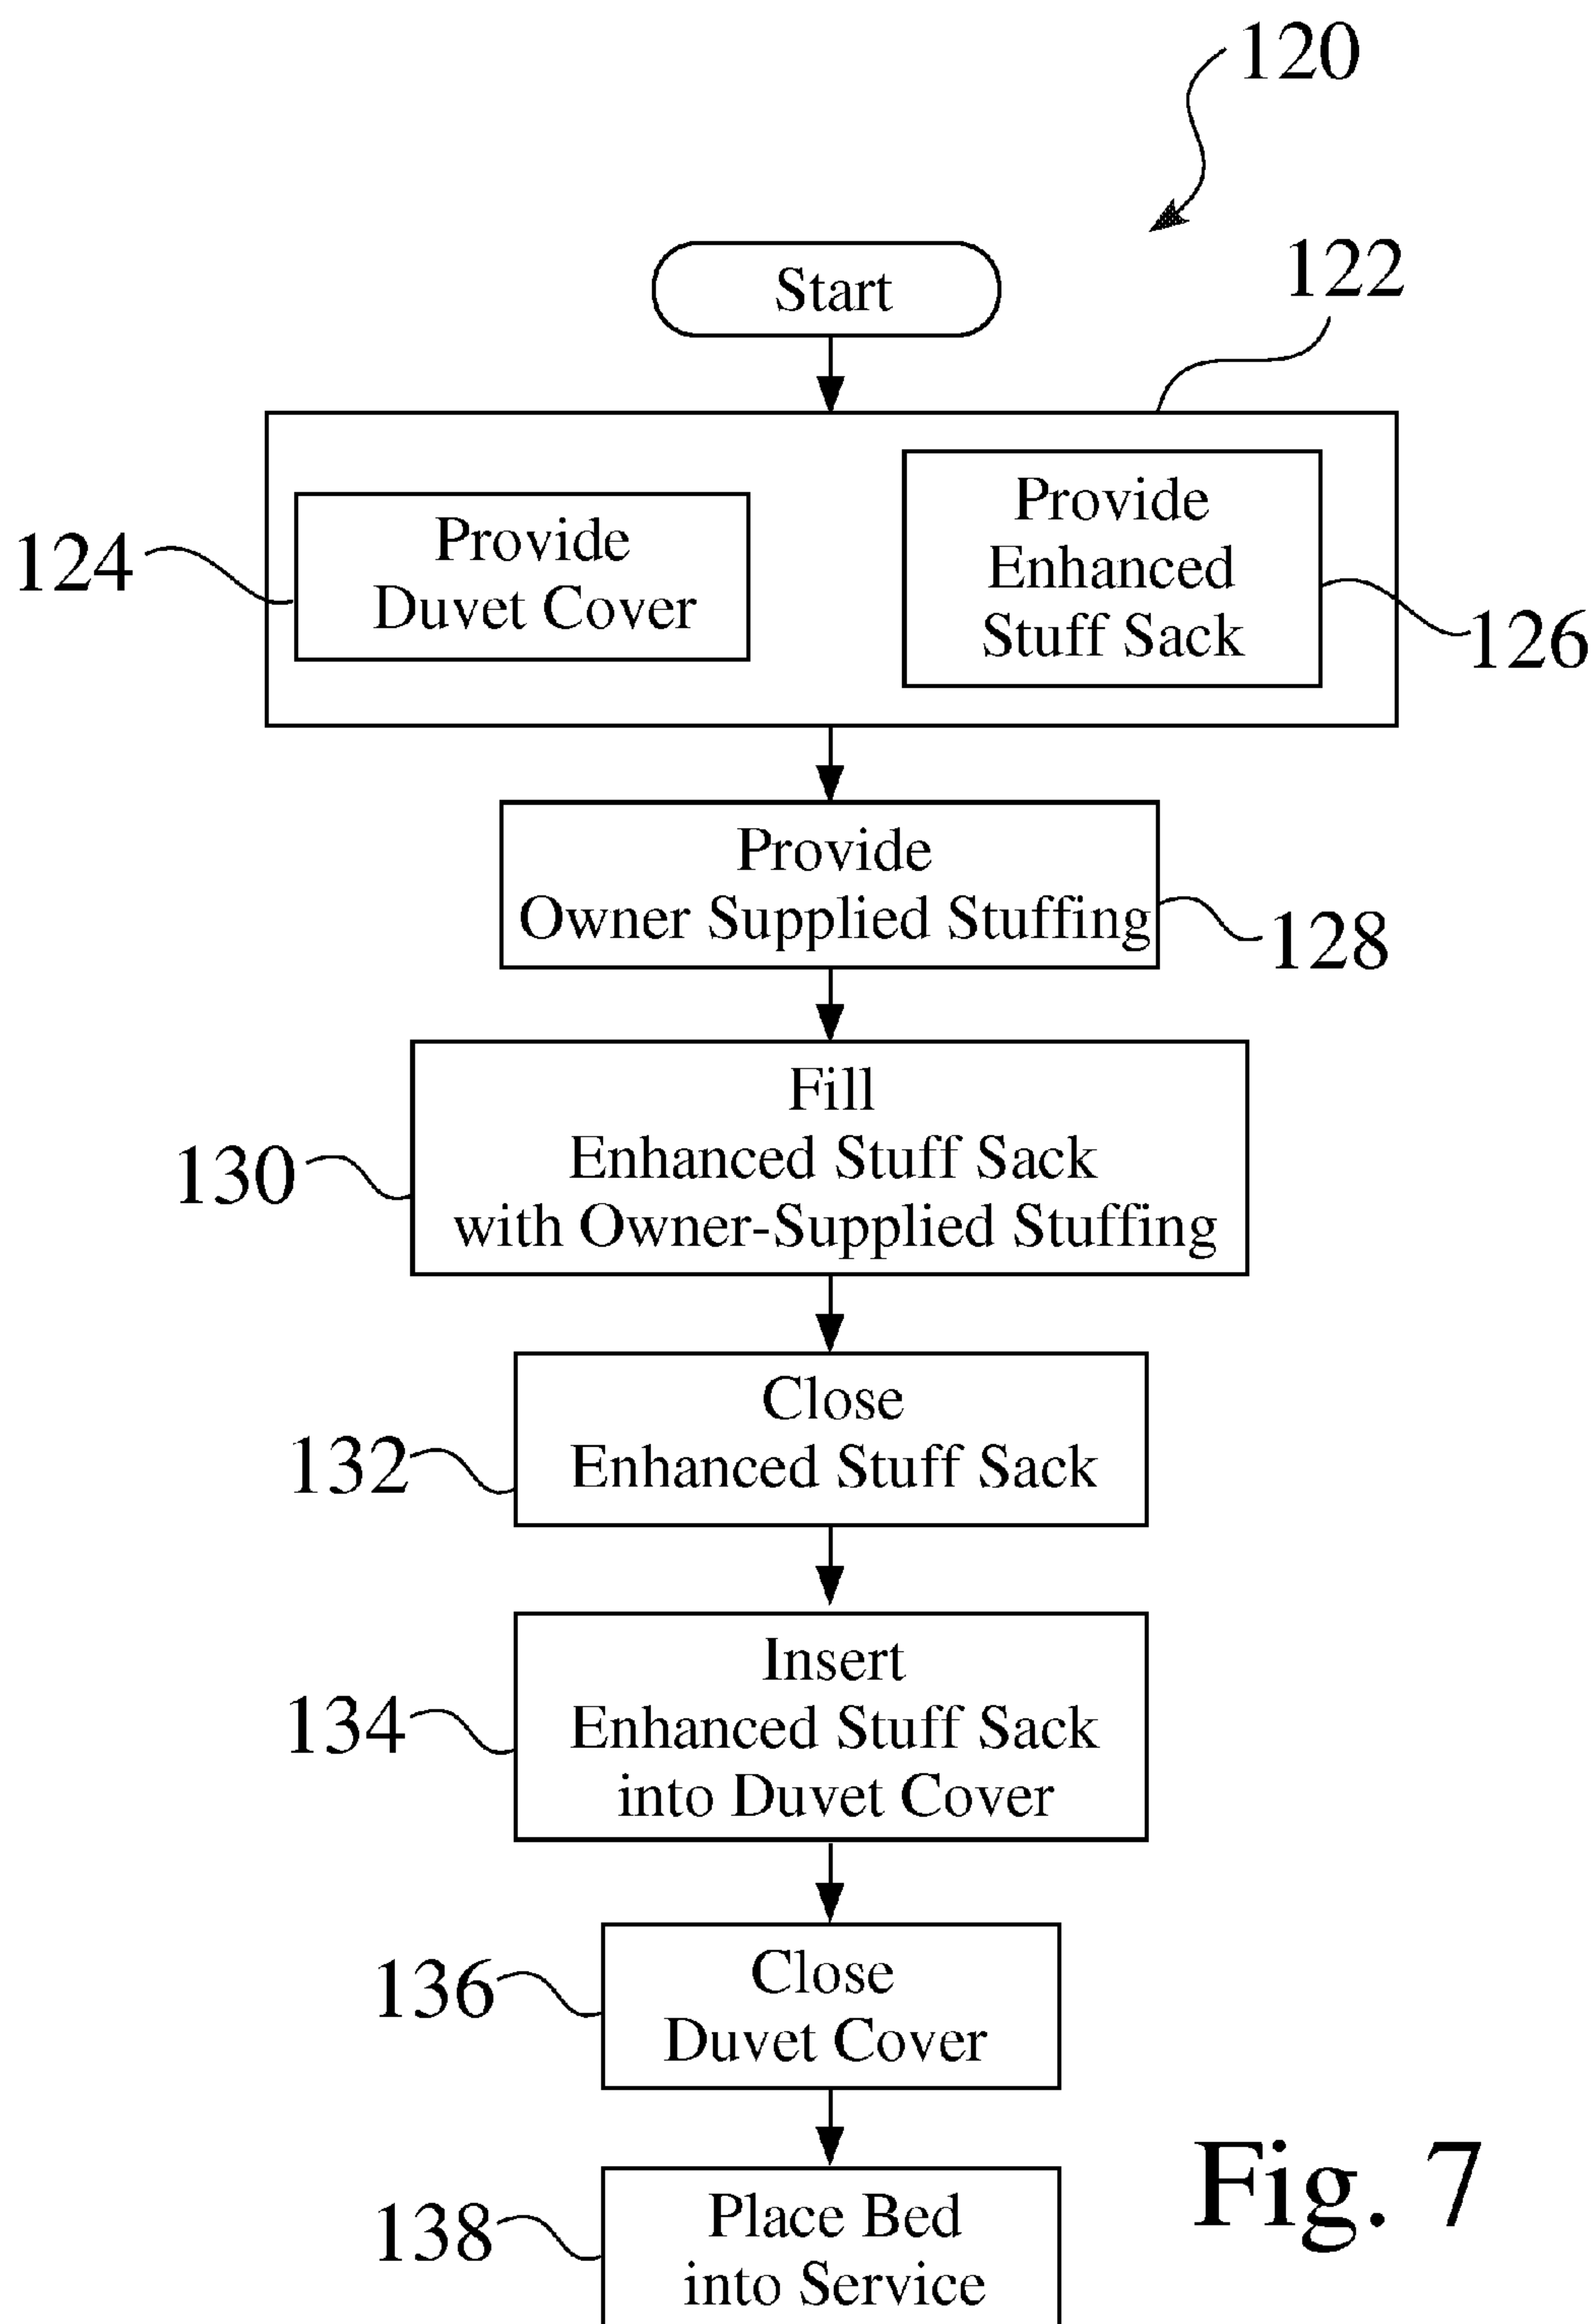 120
Start
122
Provide
Duvet Cover
124
Provide
Enhanced
Stuff Sack
126
Provide
Owner Supplied Stuffing
128
Fill
Enhanced Stuff Sack
with Owner-Supplied Stuffing
130
Close
Enhanced Stuff Sack
132
Insert
Enhanced Stuff Sack
into Duvet Cover
134
Close
Duvet Cover
136
Place Bed
into Service
138
Fig. 7